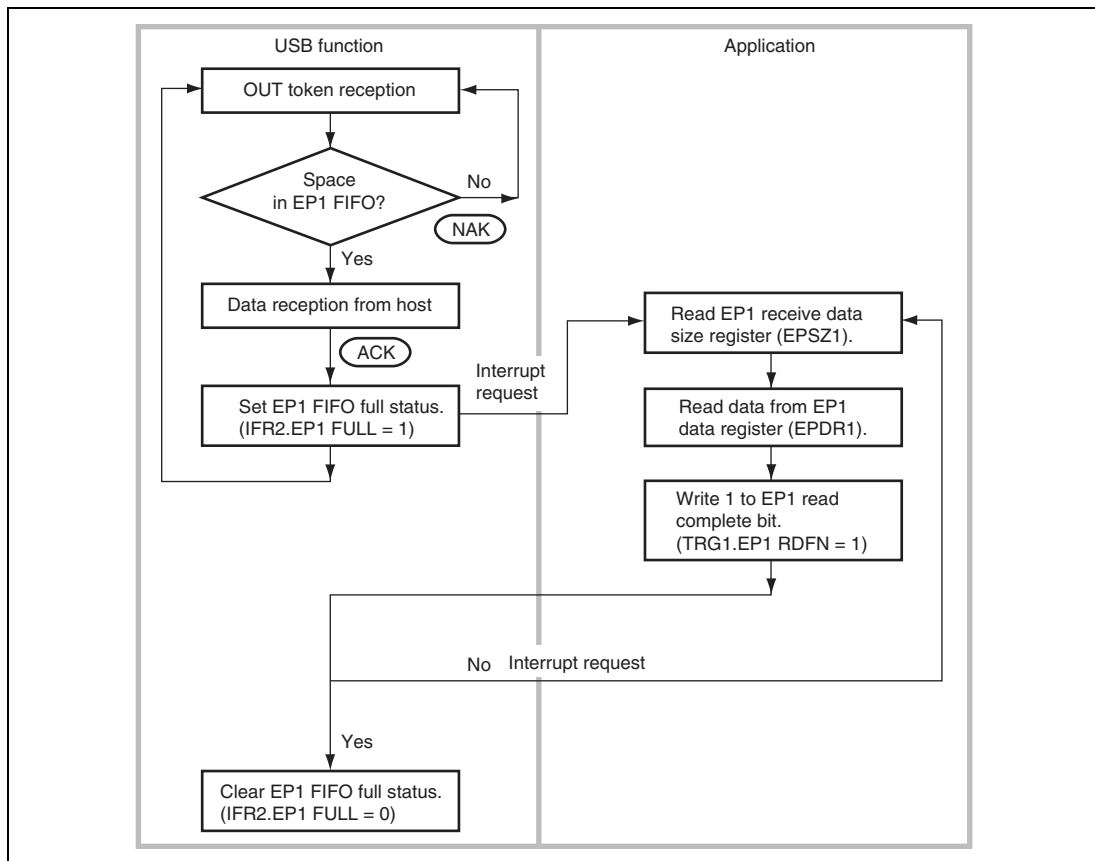 USB function
Application
OUT token reception
Space
in EP1 FIFO?
No
NAK
Yes
Data reception from host
ACK
Set EP1 FIFO full status.
(IFR2.EP1 FULL = 1)
Interrupt
request
Read EP1 receive data
size register (EPSZ1).
Read data from EP1
data register (EPDR1).
Write 1 to EP1 read
complete bit.
(TRG1.EP1 RDFN = 1)
No Interrupt request
Yes
Clear EP1 FIFO full status.
(IFR2.EP1 FULL = 0)